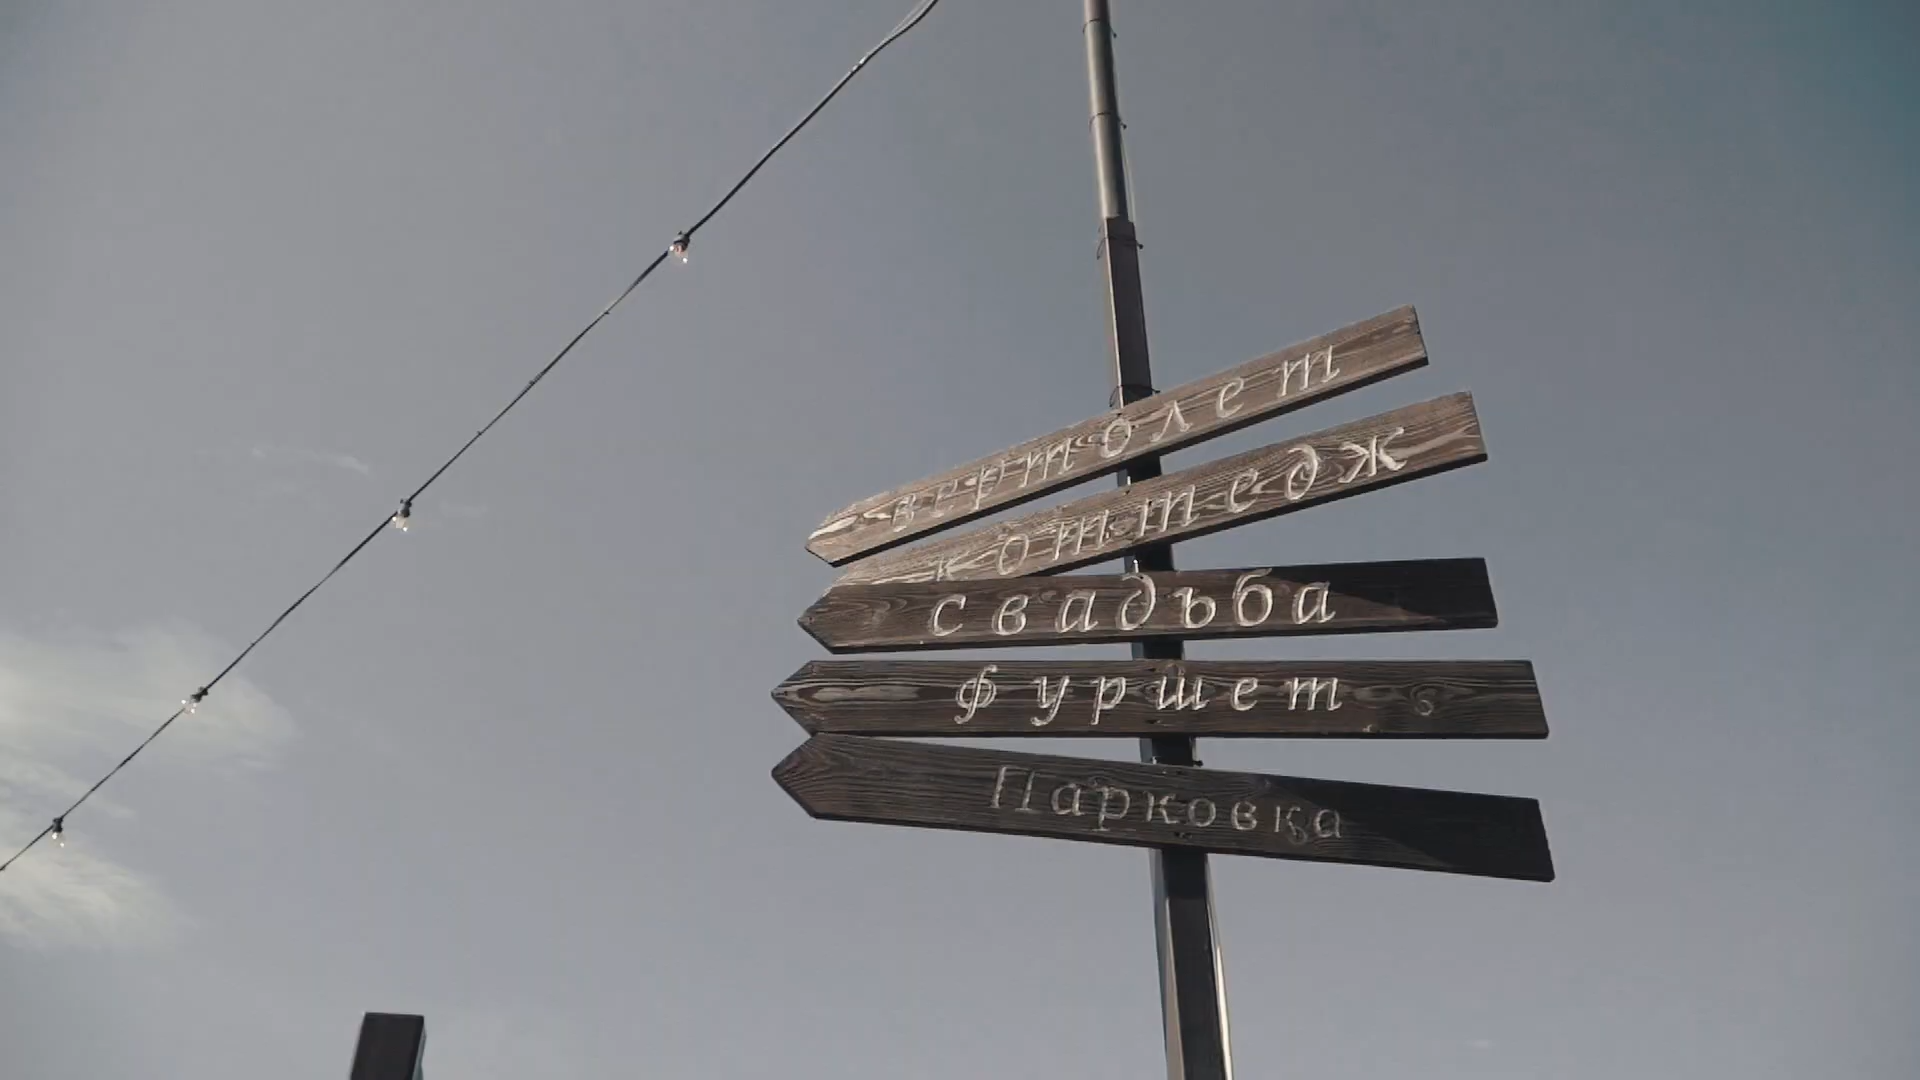 вертолет
коттедж
свадьба
фуршет
Парковка